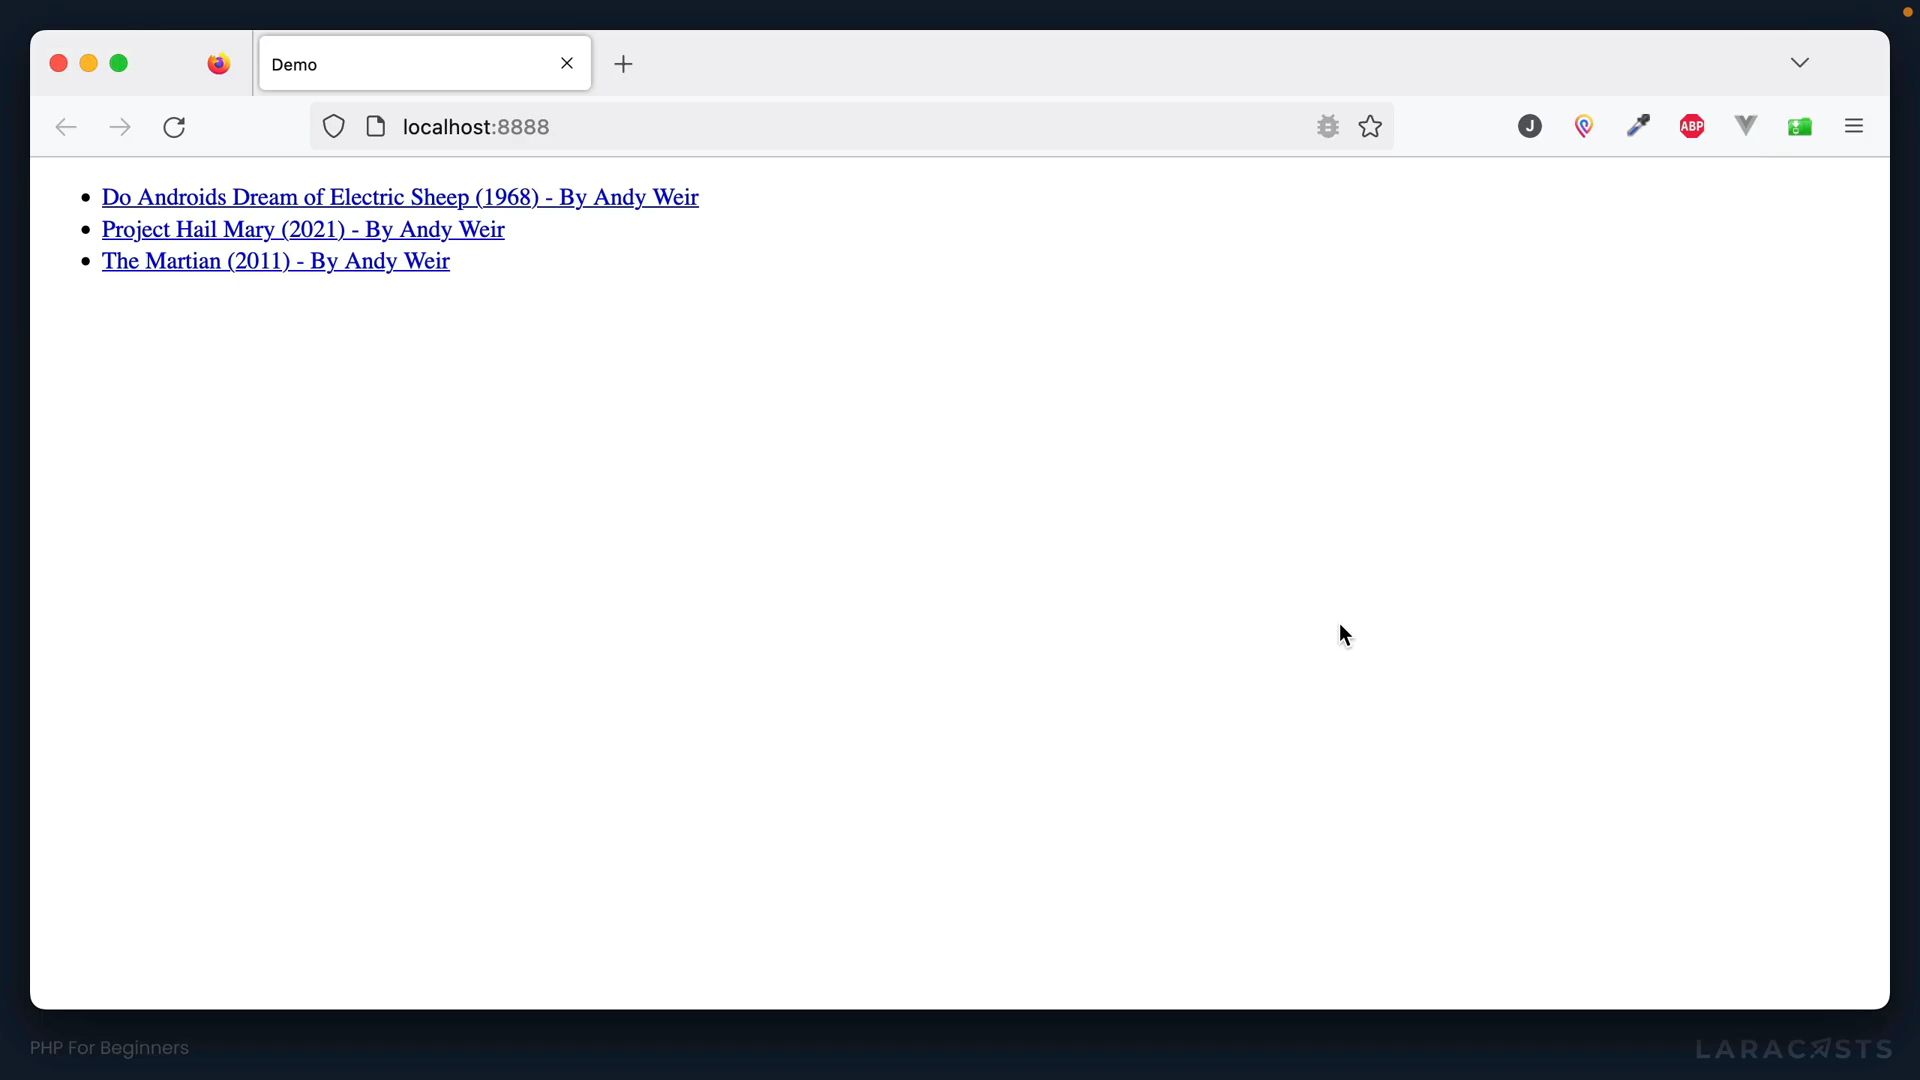 Demo
localhost:8888
J
ABP
Do Androids Dream of Electric Sheep (1968) - By Andy Weir
Project Hail Mary (2021) - By Andy Weir
The Martian (2011) - By Andy Weir
PHP For Beginners
LARACASTS